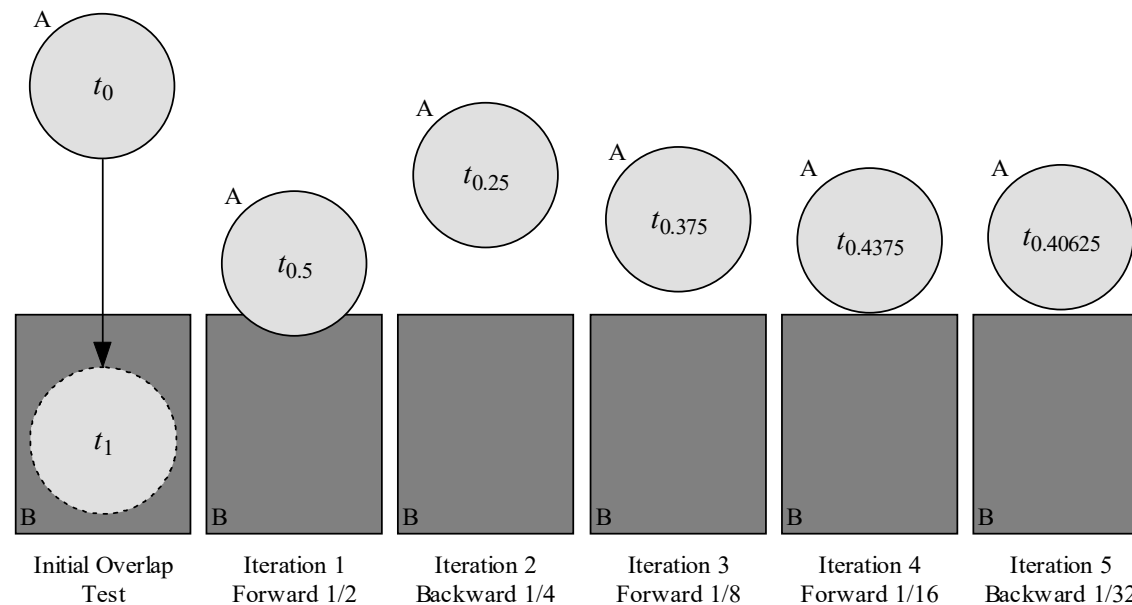 A
t0
t1
B
Initial Overlap
Test
A
t0.5
B
Iteration 1
Forward 1/2
A
t0.25
B
Iteration 2
Backward 1/4
A
t0.375
B
Iteration 3
Forward 1/8
A
t0.4375
B
Iteration 4
Forward 1/16
A
t0.40625
B
Iteration 5
Backward 1/32